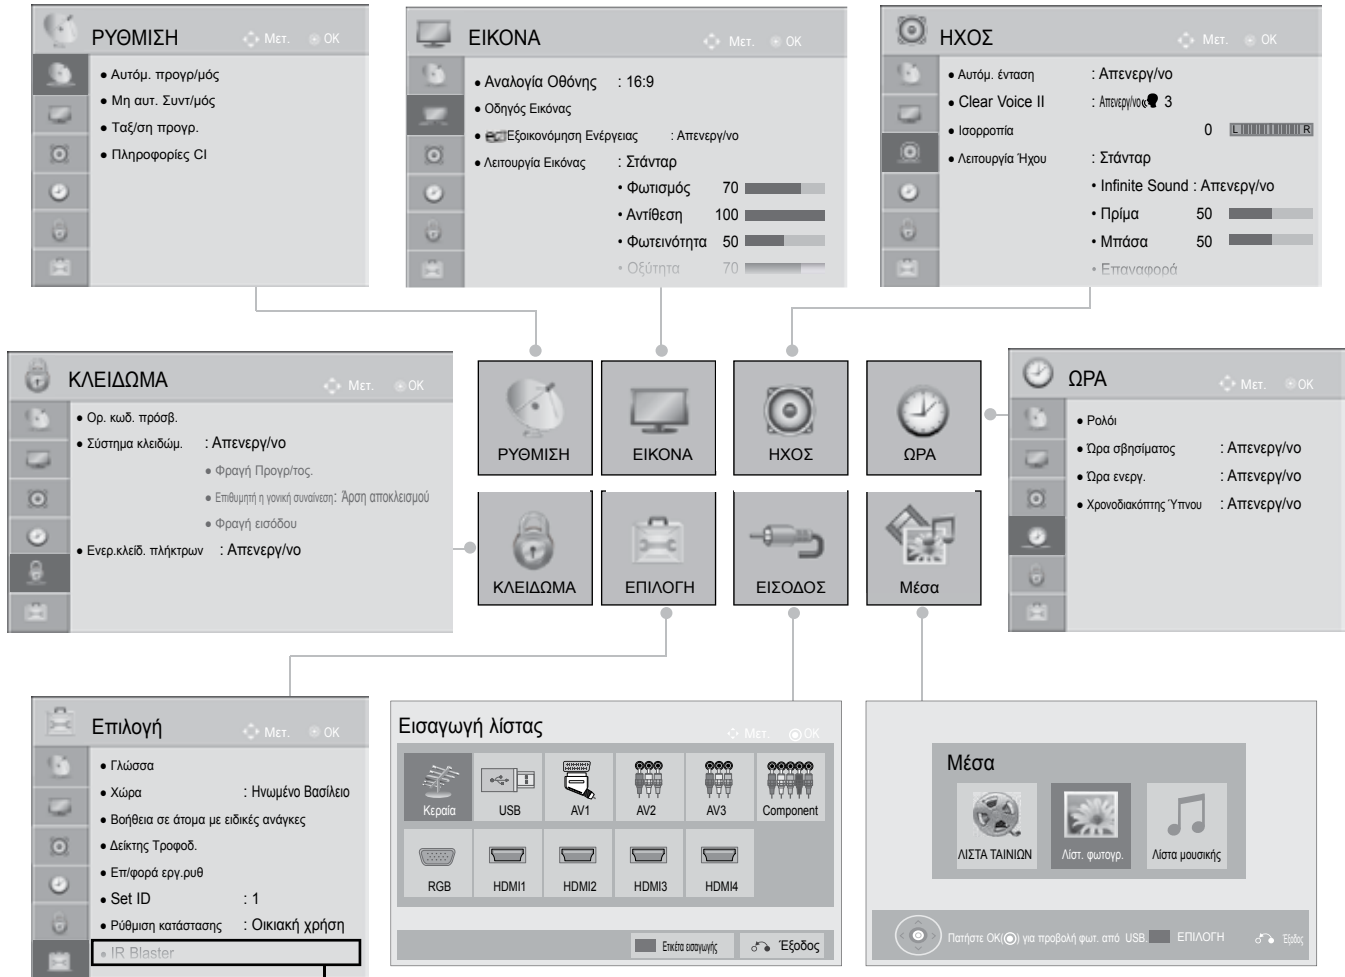 ΡΥΘΜΙΣΗ
Μετ. OK
● Αυτόμ. προγρ/μός
● Μη αυτ. Συντ/μός
● Ταξ/ση προγρ.
● Πληροφορίες CI
ΕΙΚΟΝΑ
Μετ. OK
● Αναλογία Οθόνης : 16:9
● Οδηγός Εικόνας
● Εξοικονόμηση Ενέργειας : Απενεργ/νο
● Λειτουργία Εικόνας : Στάνταρ
• Φωτισμός 70
• Αντίθεση 100
• Φωτεινότητα 50
• Οξύτητα 70
ΗΧΟΣ
Μετ. OK
● Αυτόμ. ένταση : Απενεργ/νο
● Clear Voice II : Απενεργ/νο 3
● Ισορροπία 0 L R
● Λειτουργία Ήχου : Στάνταρ
• Infinite Sound : Απενεργ/νο
• Πρίμα 50
• Μπάσα 50
• Επαναφορά
ΚΛΕΙΔΩΜΑ
Μετ. OK
● Ορ. κωδ. πρόσβ.
● Σύστημα κλειδώμ. : Απενεργ/νο
● Φραγή Προγρ/τος.
● Επιθυμητή η γονική συναίνεση: Άρση αποκλεισμού
● Φραγή εισόδου
● Ενερ.κλείδ. πλήκτρων : Απενεργ/νο
ΡΥΘΜΙΣΗ
ΕΙΚΟΝΑ
ΗΧΟΣ
ΩΡΑ
ΚΛΕΙΔΩΜΑ
ΕΠΙΛΟΓΗ
ΕΙΣΟΔΟΣ
Μέσα
ΩΡΑ
Μετ. OK
● Ρολόι
● Ώρα σβησίματος : Απενεργ/νο
● Ώρα ενεργ. : Απενεργ/νο
● Χρονοδιακόπτης Ύπνου : Απενεργ/νο
Επιλογή
Μετ. OK
● Γλώσσα
● Χώρα : Ηνωμένο Βασίλειο
● Βοήθεια σε άτομα με ειδικές ανάγκες
● Δείκτης Τροφοδ.
● Επ/φορά εργ.ρυθ
● Set ID : 1
● Ρύθμιση κατάστασης : Οικιακή χρήση
● IR Blaster
Εισαγωγή λίστας
Μετ. OK
Κεραία USB AV1 AV2 AV3 Component
RGB HDMI1 HDMI2 HDMI3 HDMI4
Ετικέτα εισαγωγής Έξοδος
Μέσα
ΛΙΣΤΑ ΤΑΙΝΙΩΝ Λίστ. φωτογρ. Λίστα μουσικής
Πατήστε OK(◉) για προβολή φωτ. από USB. ΕΠΙΛΟΓΗ Έξοδος